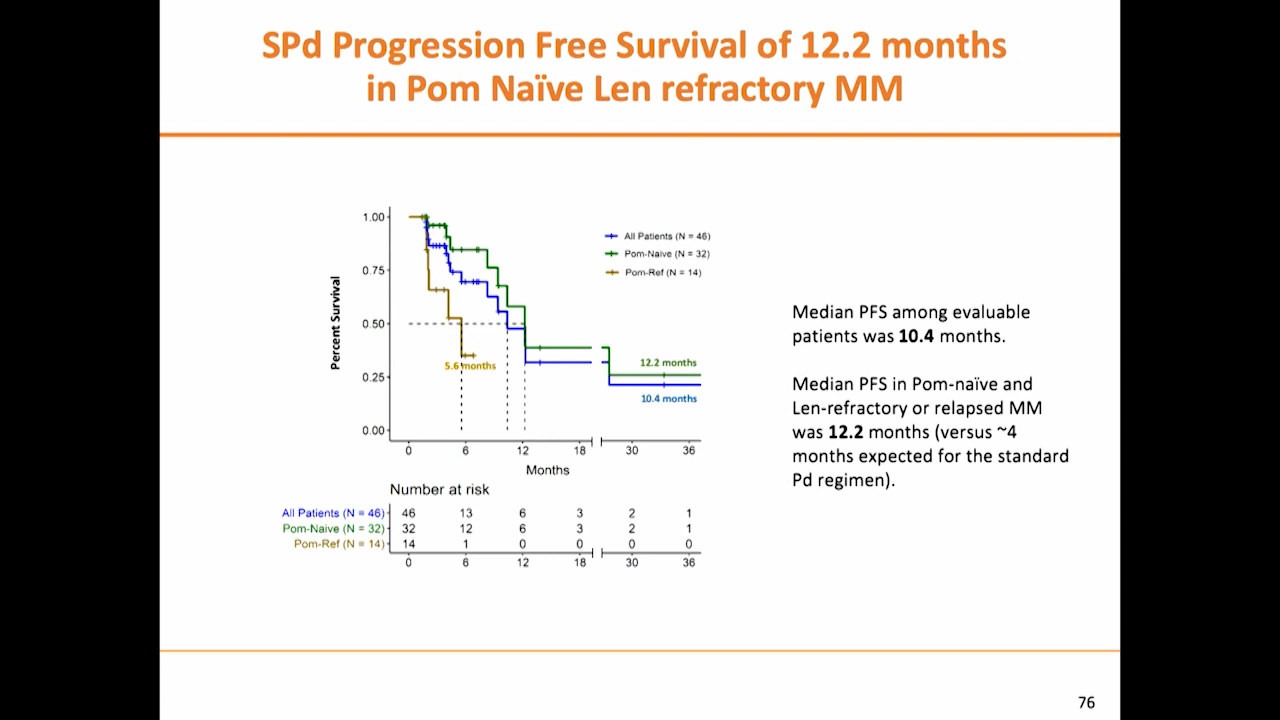 SPd Progression Free Survival of 12.2 months
in Pom Naïve Len refractory MM
Percent Survival
1.00
0.75
0.50
0.25
0.00
All Patients (N = 46)
Pom-Naive (N = 32)
Pom-Ref (N = 14)
5.6 months
12.2 months
10.4 months
0 6 12 18 30 36
Months
Number at risk
All Patients (N = 46) 46 13 6 3 2 1
Pom-Naive (N = 32) 32 12 6 3 2 1
Pom-Ref (N = 14) 14 1 0 0 0 0
0 6 12 18 30 36
Median PFS among evaluable
patients was 10.4 months.
Median PFS in Pom-naïve and
Len-refractory or relapsed MM
was 12.2 months (versus ~4
months expected for the standard
Pd regimen).
76